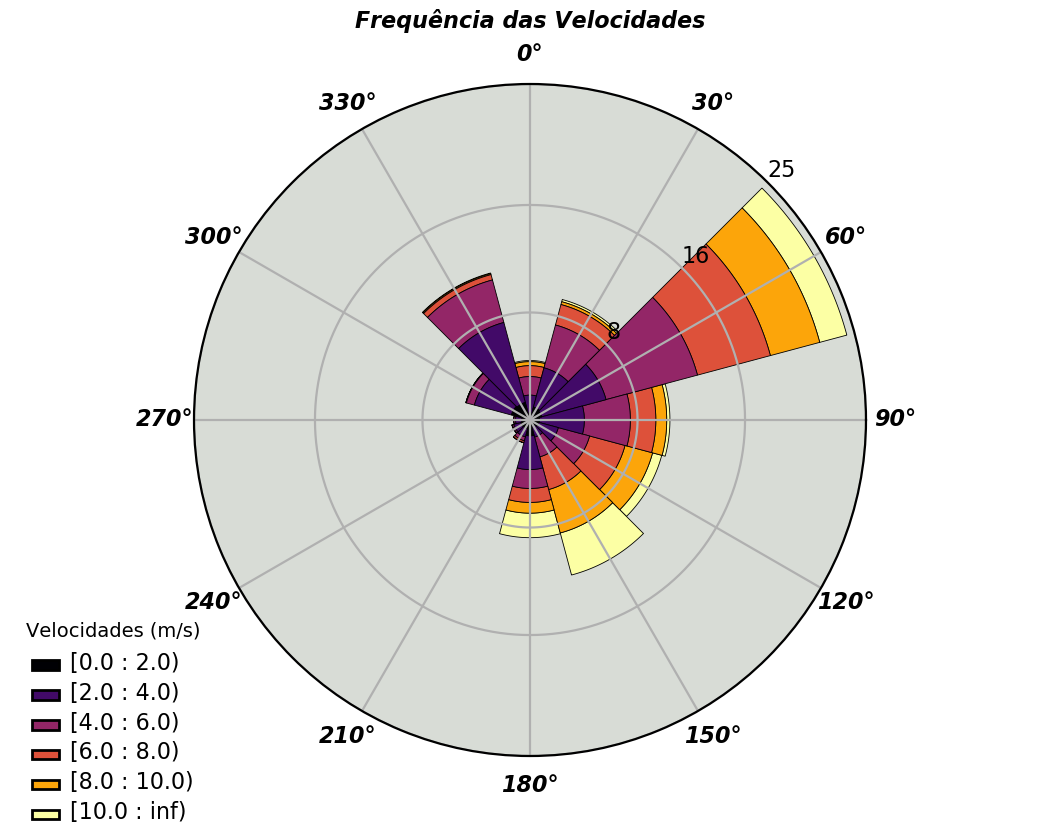 Frequência das Velocidades
0°
330°
30°
25
300°
60°
16
8
270°
90°
240°
120°
Velocidades (m/s)
[0.0 : 2.0)
[2.0 : 4.0)
[4.0 : 6.0)
210°
150°
[6.0 : 8.0)
180°
[8.0 : 10.0)
[10.0 : inf)